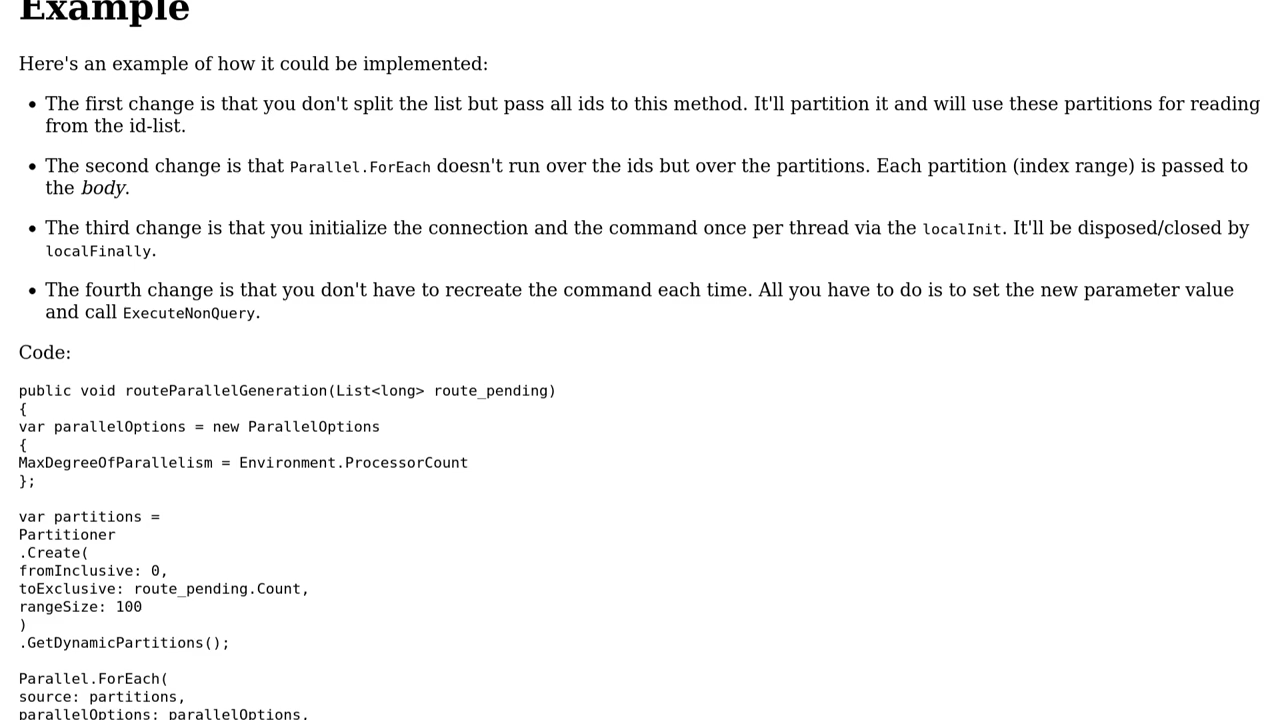 Example
Here's an example of how it could be implemented:
• The first change is that you don't split the list but pass all ids to this method. It'll partition it and will use these partitions for reading
from the id-list.
• The second change is that Parallel.ForEach doesn't run over the ids but over the partitions. Each partition (index range) is passed to
the body.
• The third change is that you initialize the connection and the command once per thread via the localInit. It'll be disposed/closed by
localFinally.
• The fourth change is that you don't have to recreate the command each time. All you have to do is to set the new parameter value
and call ExecuteNonQuery.
Code:
public void routeParallelGeneration(List<long> route_pending)
{
var parallelOptions = new ParallelOptions
{
MaxDegreeOfParallelism = Environment.ProcessorCount
};
var partitions =
Partitioner
.Create(
fromInclusive: 0,
toExclusive: route_pending.Count,
rangeSize: 100
)
.GetDynamicPartitions();
Parallel.ForEach(
source: partitions,
parallelOptions: parallelOptions,